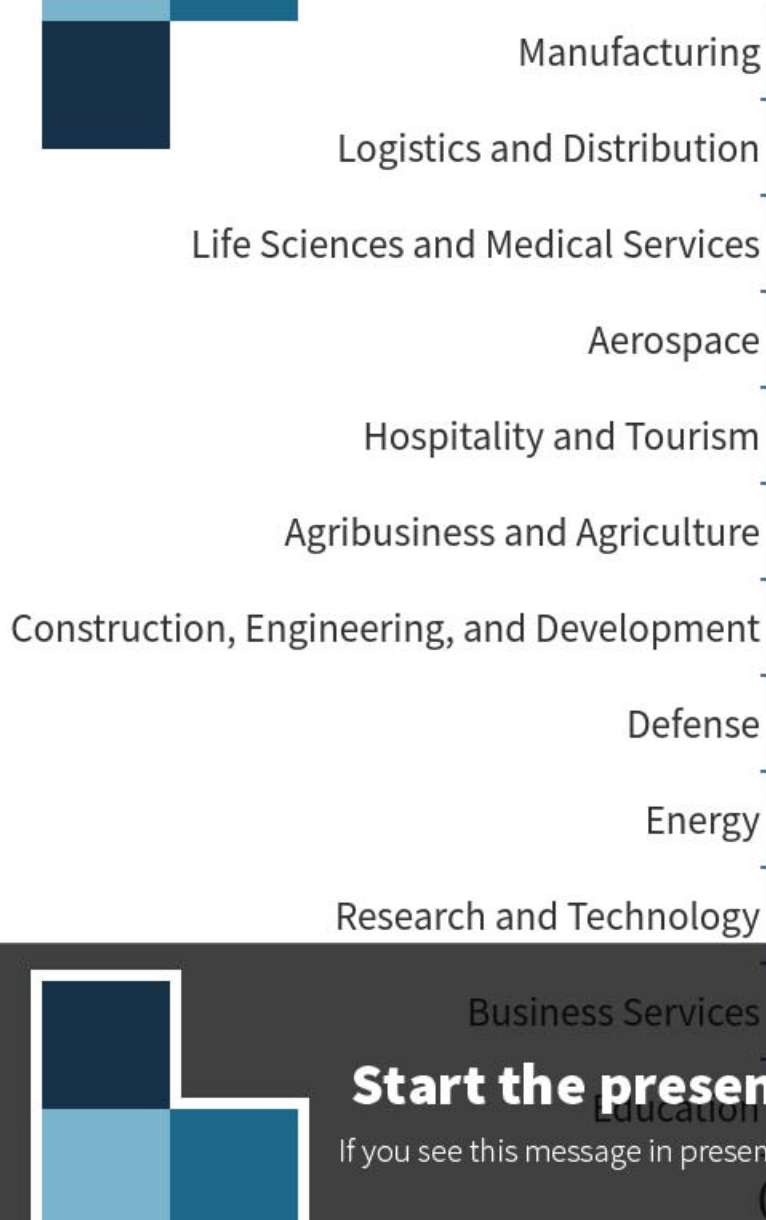 Manufacturing
Logistics and Distribution
Life Sciences and Medical Services
Aerospace
Hospitality and Tourism
Agribusiness and Agriculture
Construction, Engineering, and Development
Defense
Energy
Research and Technology
Business Services
Start the presen
Education
If you see this message in presen